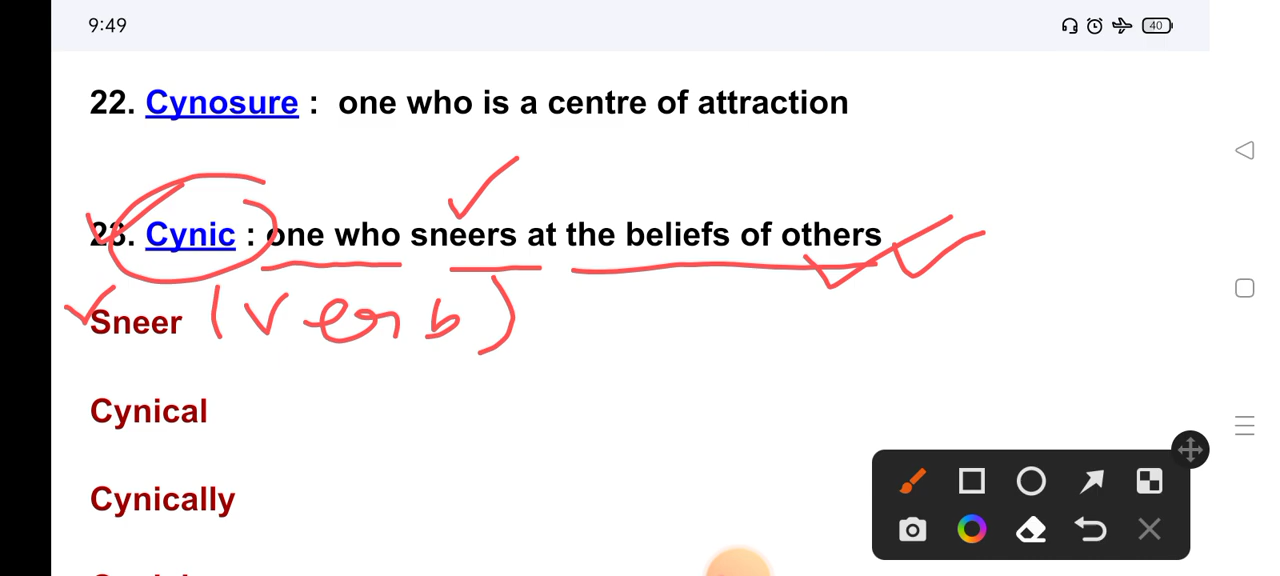 9:49
40
22. Cynosure : one who is a centre of attraction
23. Cynic : one who sneers at the beliefs of others
Sneer (verb)
Cynical
Cynically